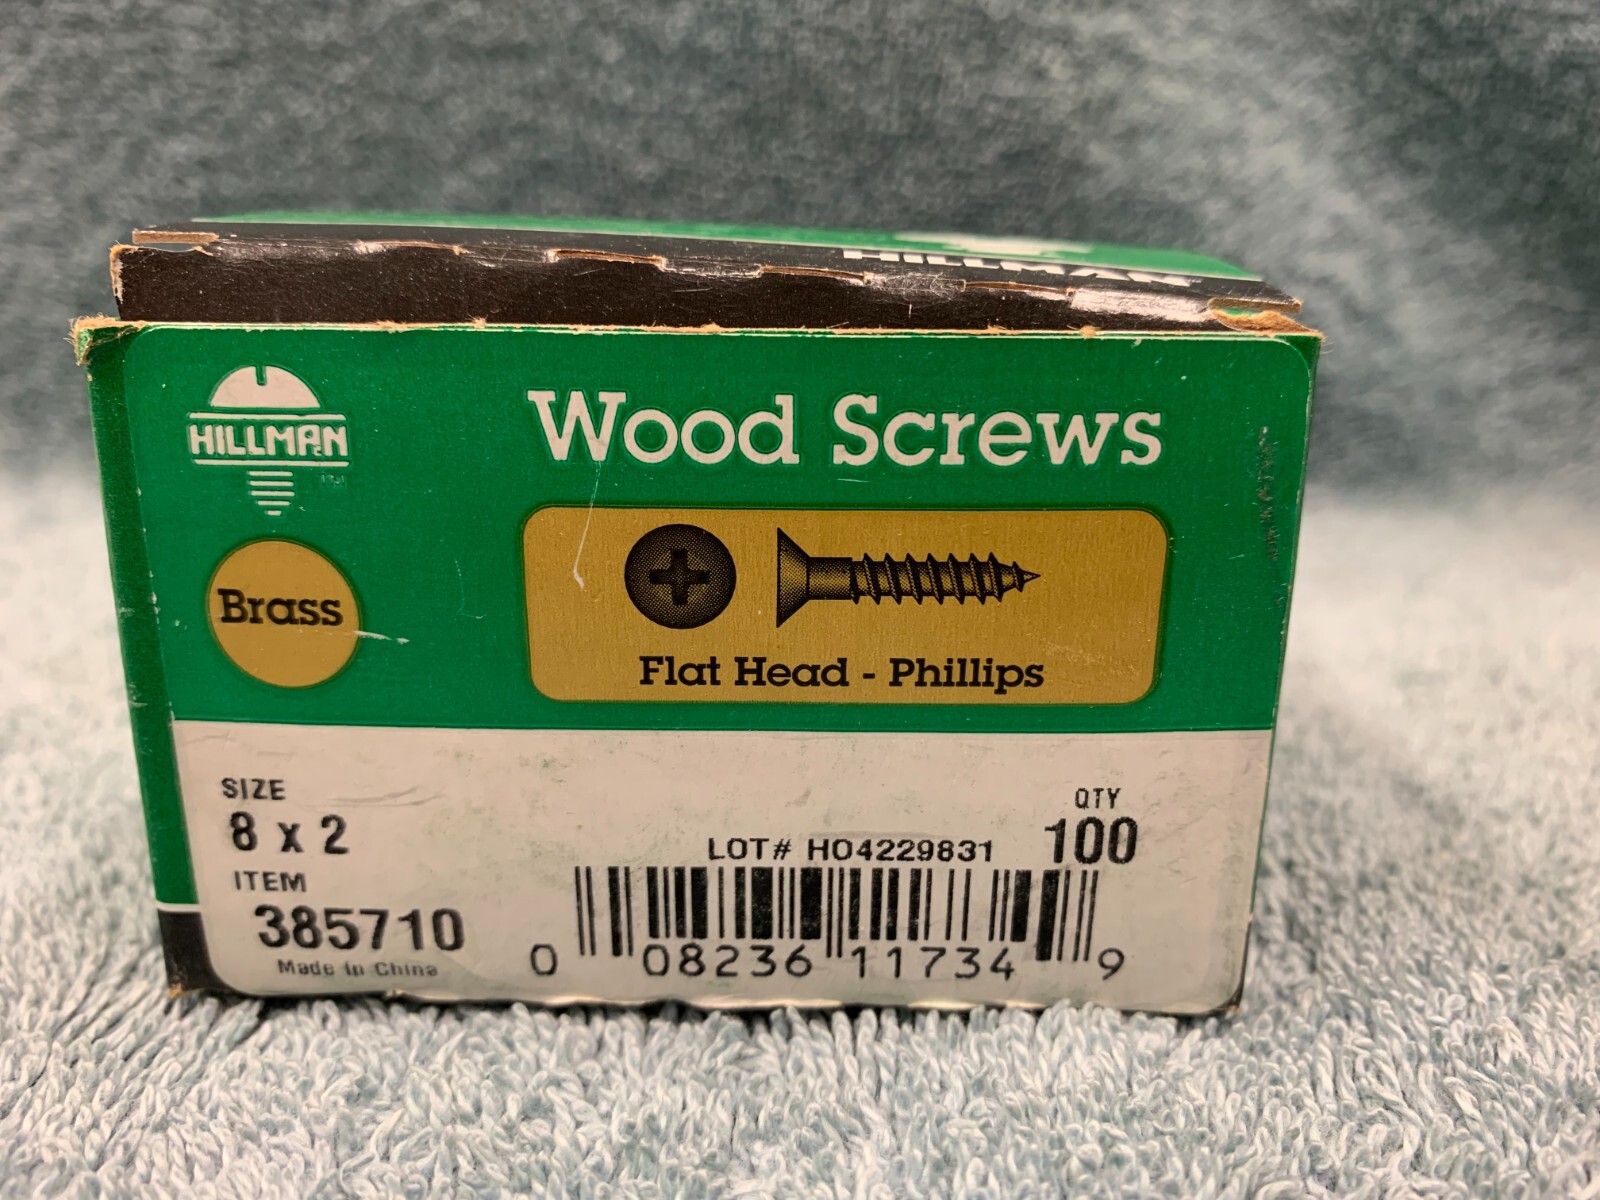 HILLMAN
HILLMAN
Wood Screws
Brass
Flat Head - Phillips
SIZE
8 x 2
QTY
100
LOT# HO4229831
ITEM
385710
Made in China
0 08236 11734 9